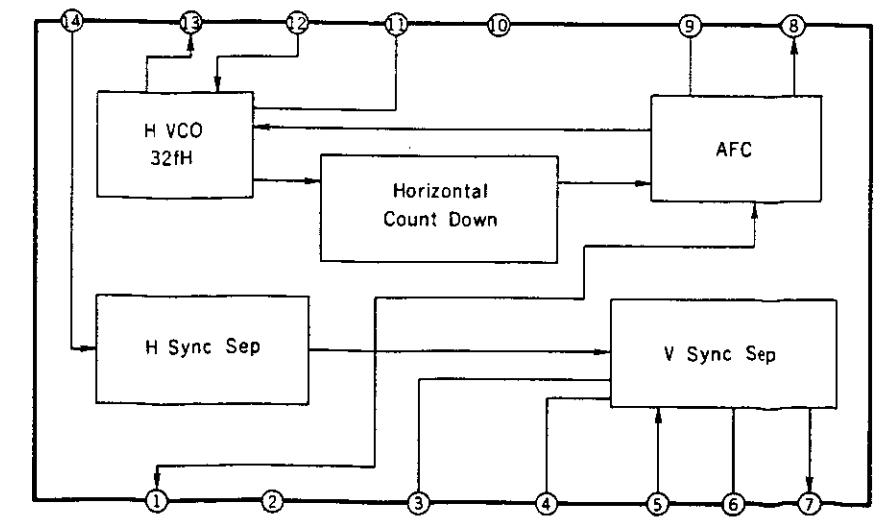 14 13 12 11 10 9 8
H VCO
32fH
AFC
Horizontal
Count Down
H Sync Sep
V Sync Sep
1 2 3 4 5 6 7